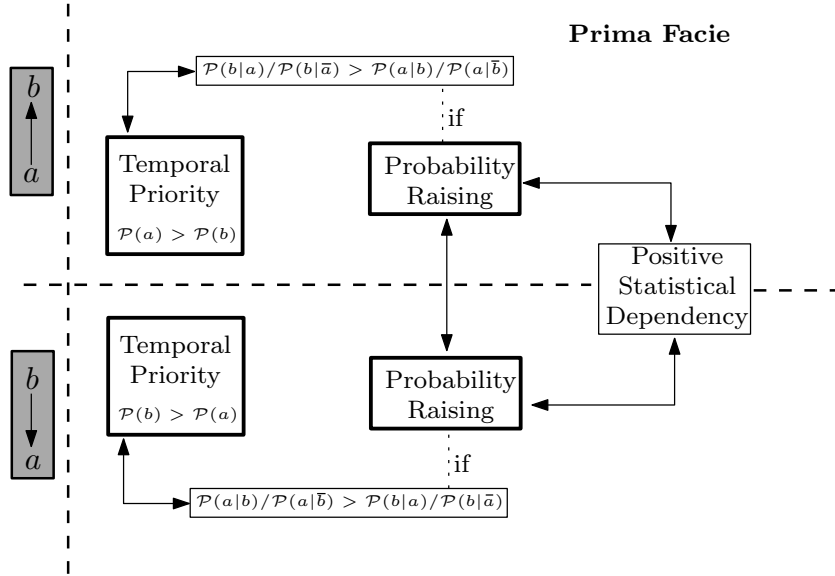 Prima Facie
𝒫(b|a)/𝒫(b|ā) > 𝒫(a|b)/𝒫(a|b̄)
b
a
if
Temporal
Priority
𝒫(a) > 𝒫(b)
Probability
Raising
Positive
Statistical
Dependency
Temporal
Priority
𝒫(b) > 𝒫(a)
Probability
Raising
b
a
if
𝒫(a|b)/𝒫(a|b̄) > 𝒫(b|a)/𝒫(b|ā)